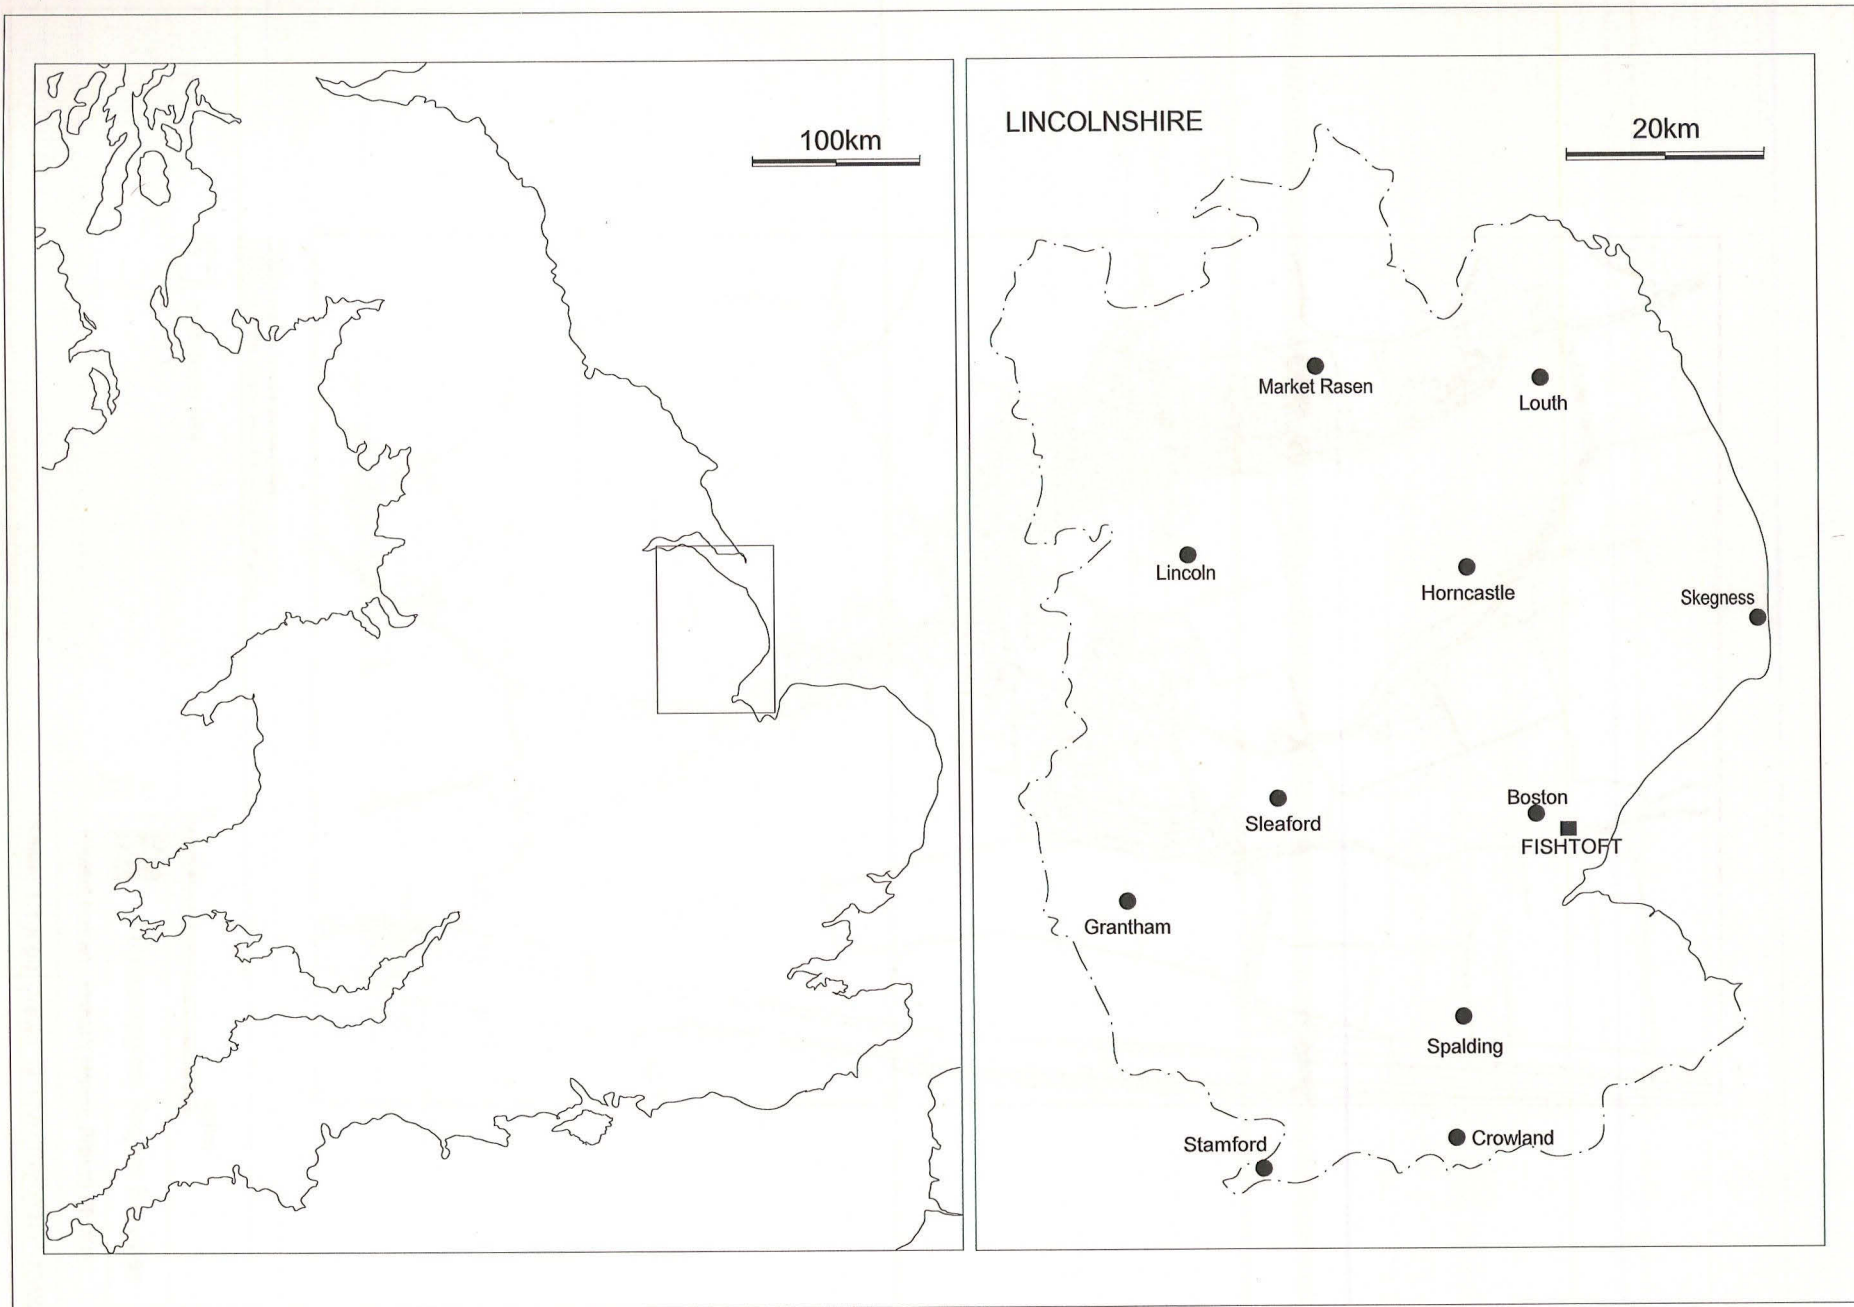 100km
LINCOLNSHIRE
20km
Market Rasen
Louth
Lincoln
Horncastle
Skegness
Boston
Sleaford
FISHTOFT
Grantham
Spalding
Stamford
Crowland